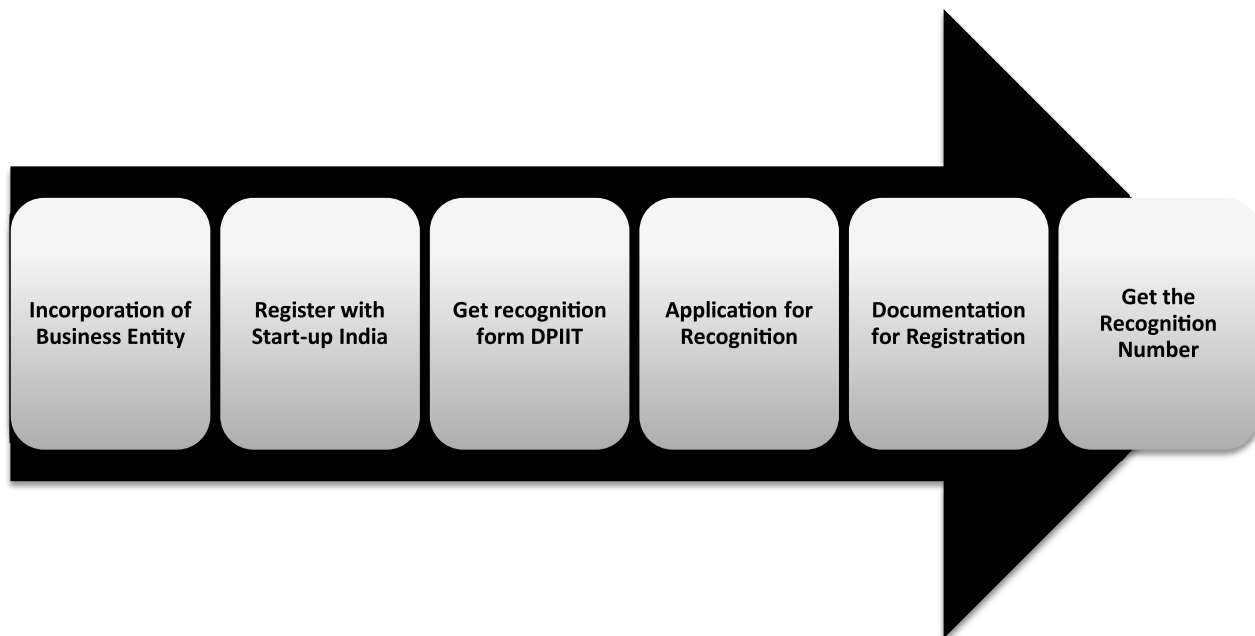 Incorporation of
Business Entity
Register with
Start-up India
Get recognition
form DPIIT
Application for
Recognition
Documentation
for Registration
Get the
Recognition
Number